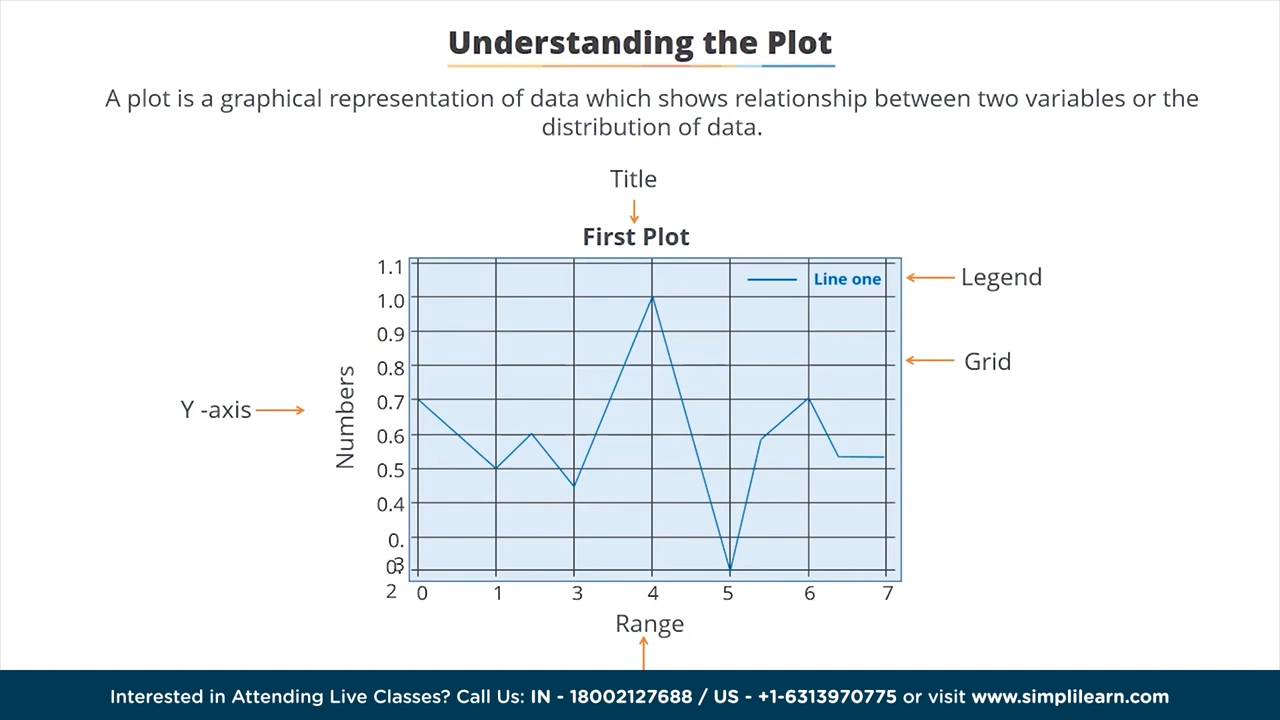 Understanding the Plot
A plot is a graphical representation of data which shows relationship between two variables or the
distribution of data.
Title
First Plot
Line one
Legend
Grid
Y -axis
Numbers
1.1
1.0
0.9
0.8
0.7
0.6
0.5
0.4
0.
3
0.
2
0 1 3 4 5 6 7
Range
Interested in Attending Live Classes? Call Us: IN - 18002127688 / US - +1-6313970775 or visit www.simplilearn.com